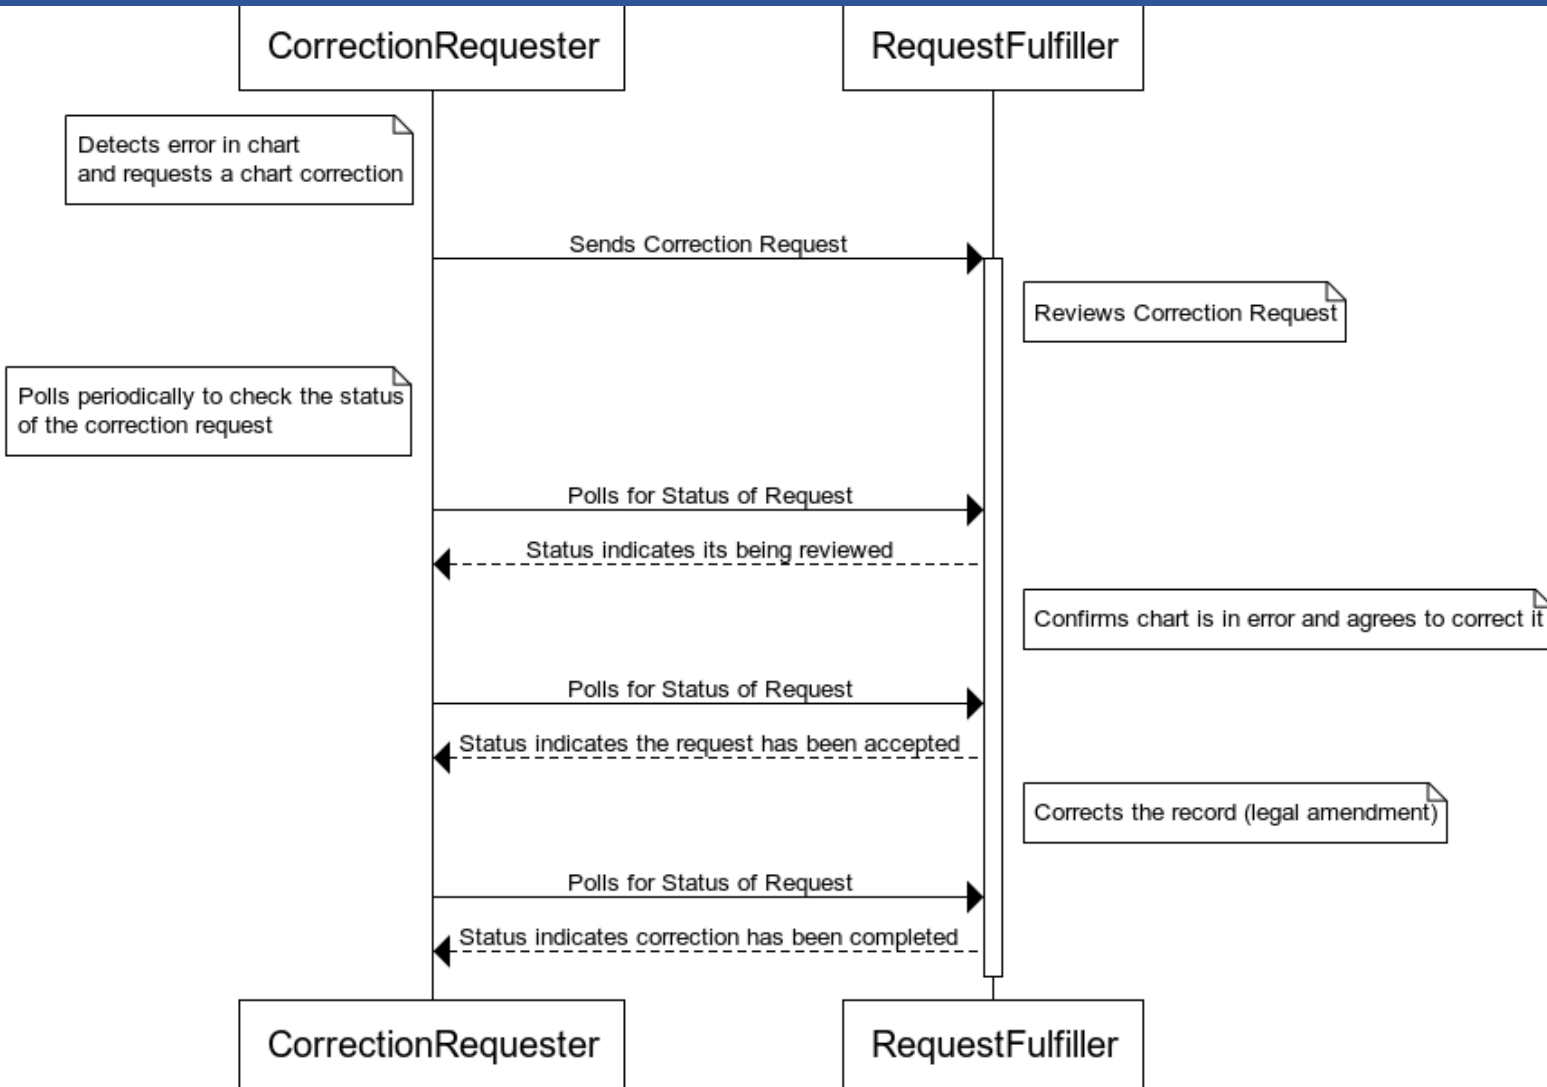 CorrectionRequester
RequestFulfiller
Detects error in chart
and requests a chart correction
Sends Correction Request
Reviews Correction Request
Polls periodically to check the status
of the correction request
Polls for Status of Request
Status indicates its being reviewed
Confirms chart is in error and agrees to correct it
Polls for Status of Request
Status indicates the request has been accepted
Corrects the record (legal amendment)
Polls for Status of Request
Status indicates correction has been completed
CorrectionRequester
RequestFulfiller